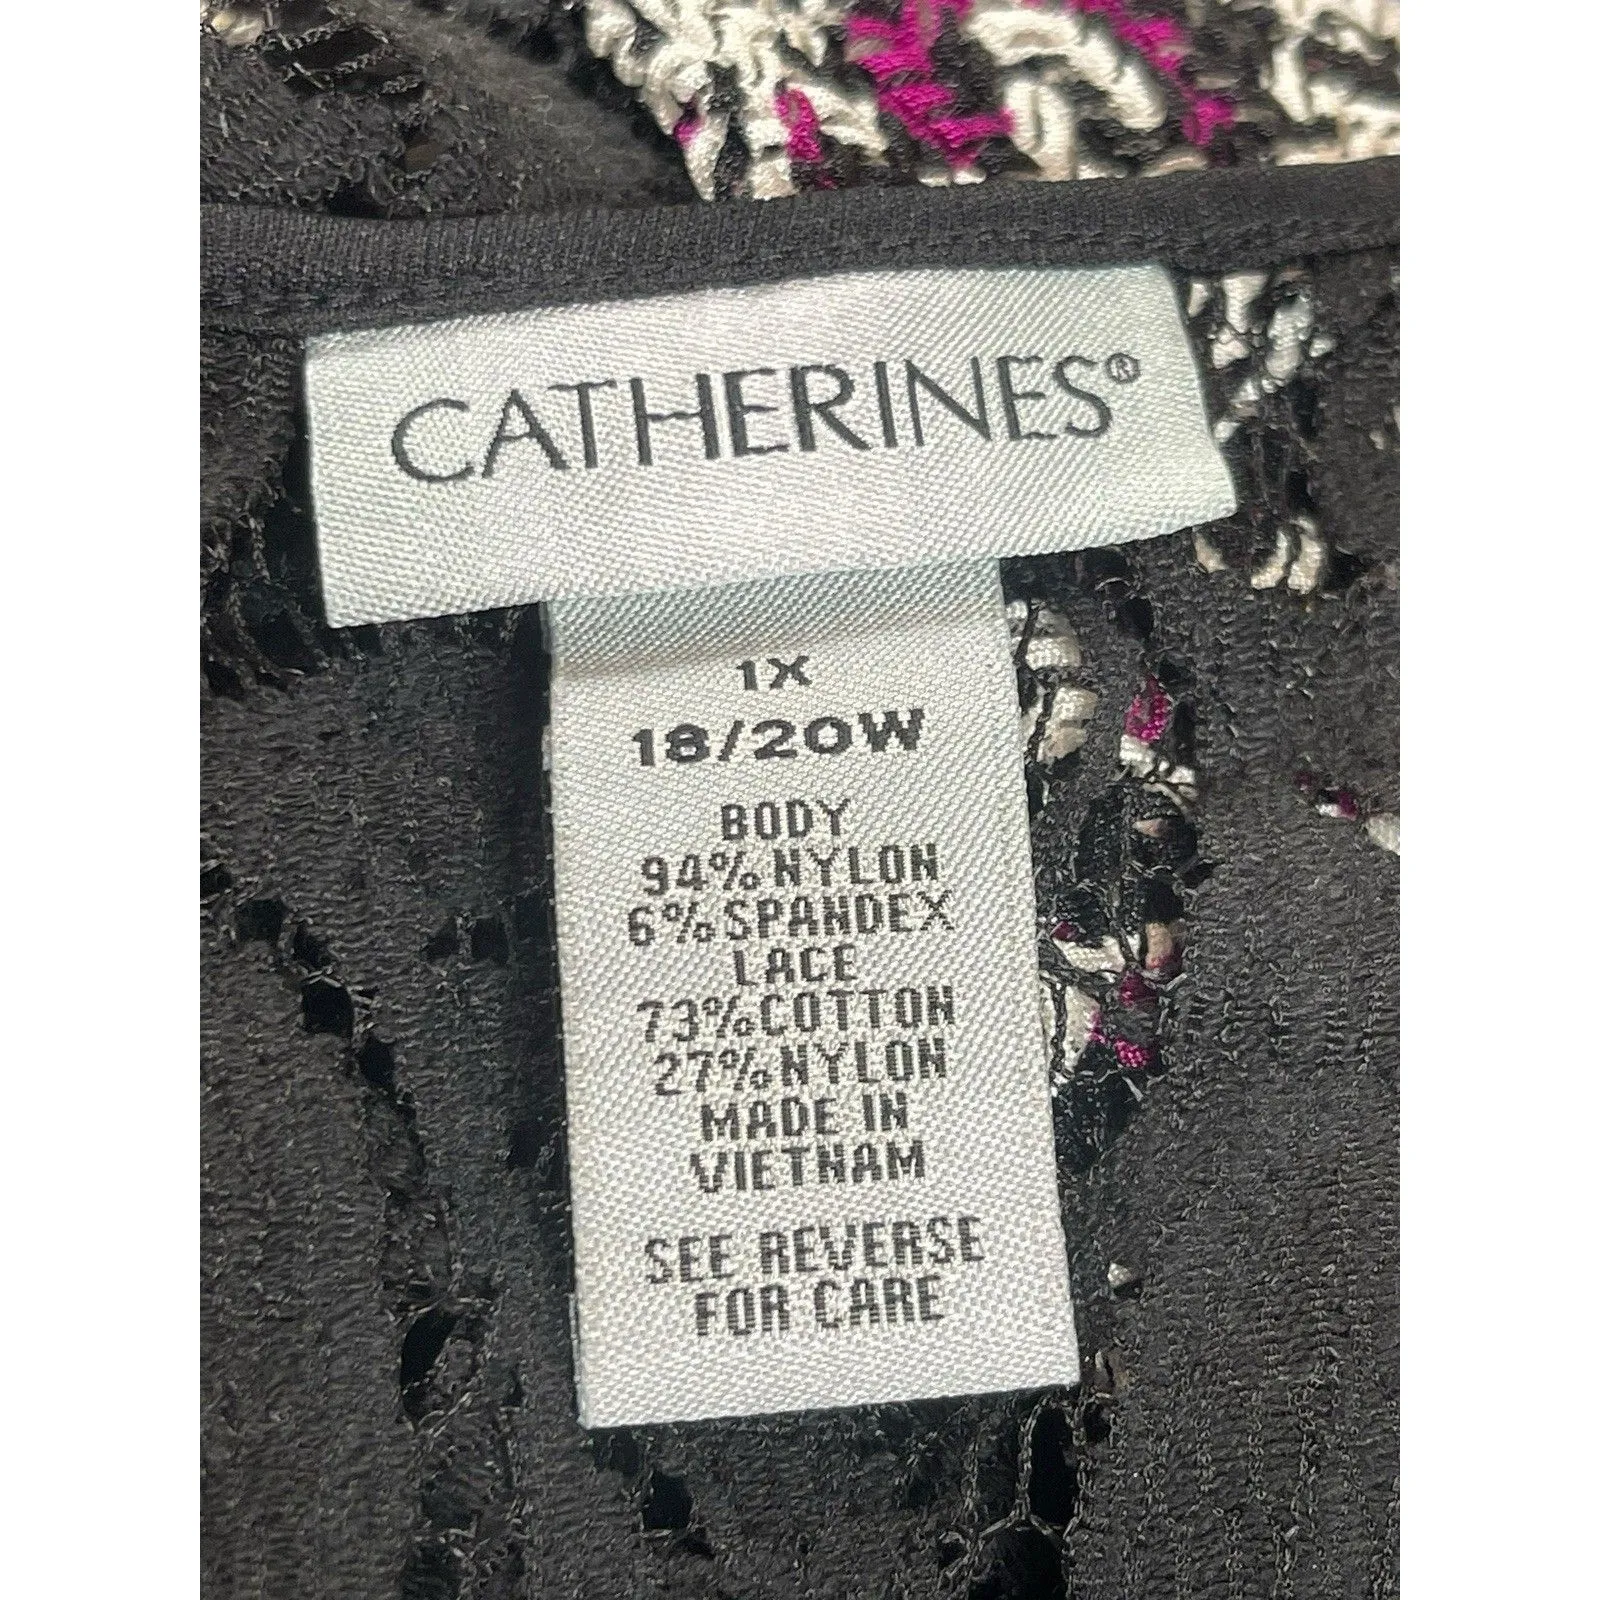 CATHERINES®
1X
18/20W
BODY
94% NYLON
6% SPANDEX
LACE
73% COTTON
27% NYLON
MADE IN
VIETNAM
SEE REVERSE
FOR CARE